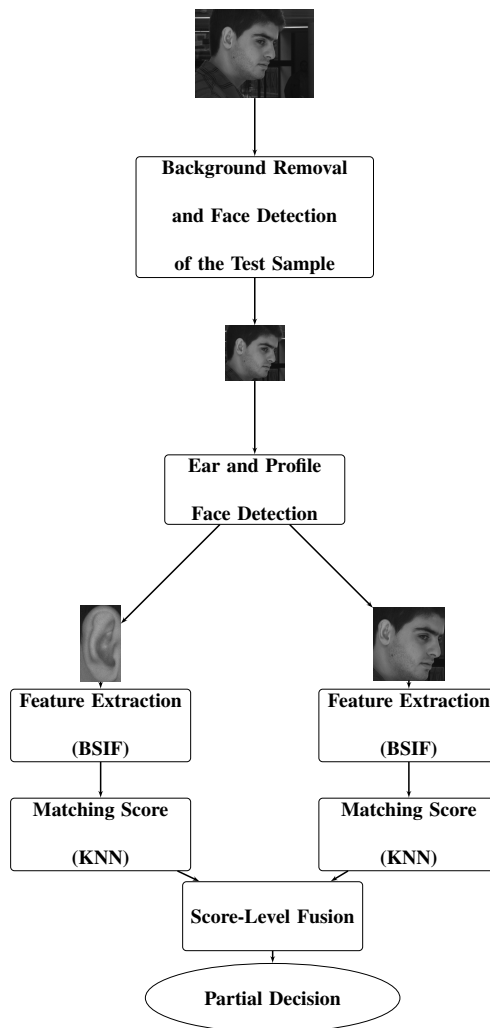 Background Removal
and Face Detection
of the Test Sample
Ear and Profile
Face Detection
Feature Extraction
(BSIF)
Feature Extraction
(BSIF)
Matching Score
(KNN)
Matching Score
(KNN)
Score-Level Fusion
Partial Decision